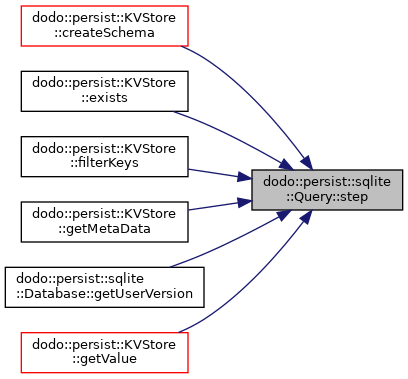 dodo::persist::KVStore
::createSchema
dodo::persist::KVStore
::exists
dodo::persist::KVStore
::filterKeys
dodo::persist::sqlite
::Query::step
dodo::persist::KVStore
::getMetaData
dodo::persist::sqlite
::Database::getUserVersion
dodo::persist::KVStore
::getValue